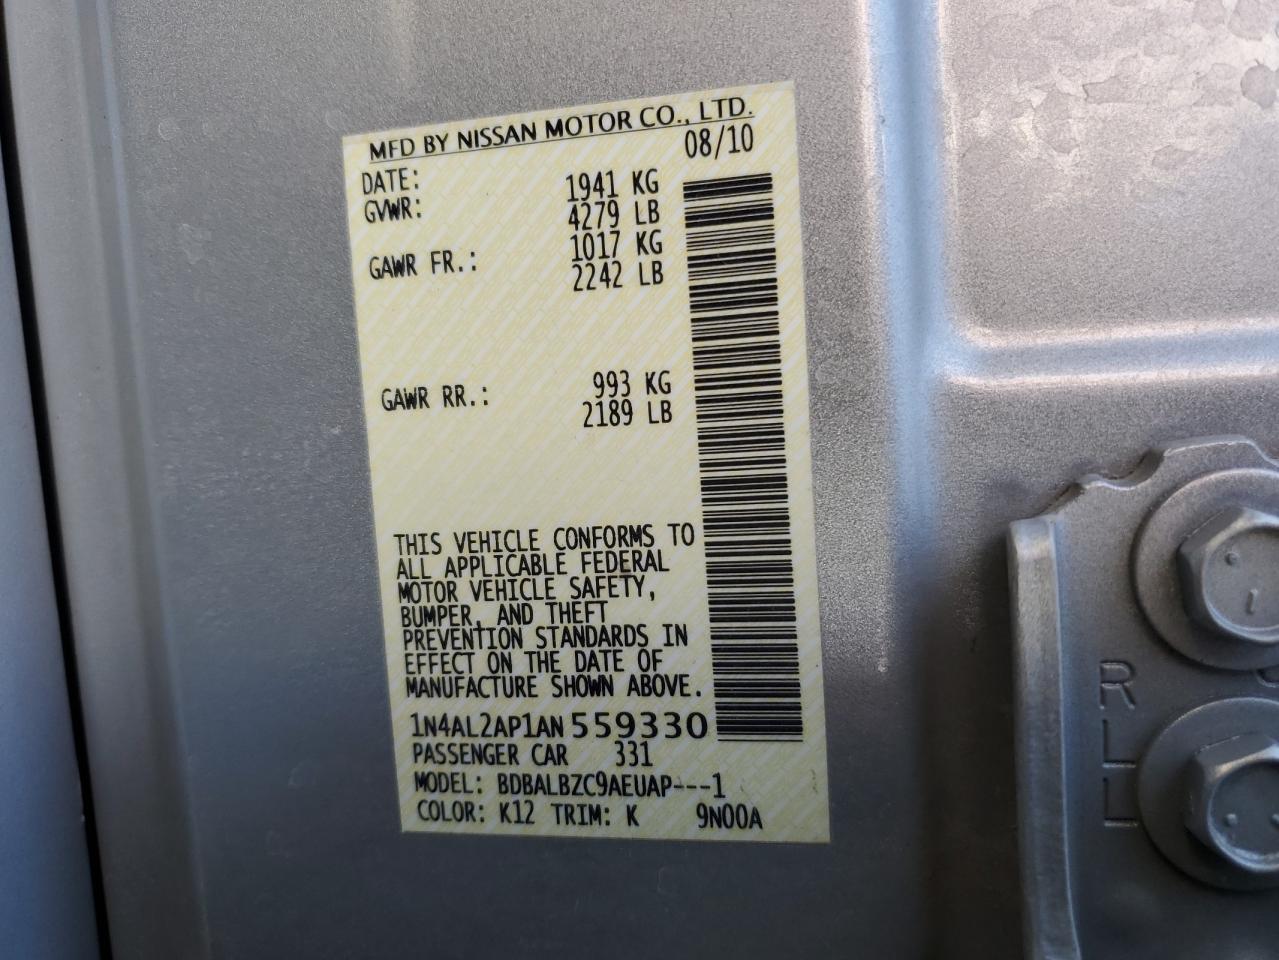 MFD BY NISSAN MOTOR CO., LTD.
DATE: 08/10
GVWR: 1941 KG
4279 LB
GAWR FR.: 1017 KG
2242 LB
GAWR RR.: 993 KG
2189 LB
THIS VEHICLE CONFORMS TO
ALL APPLICABLE FEDERAL
MOTOR VEHICLE SAFETY,
BUMPER, AND THEFT
PREVENTION STANDARDS IN
EFFECT ON THE DATE OF
MANUFACTURE SHOWN ABOVE.
1N4AL2AP1AN559330
PASSENGER CAR 331
MODEL: BDBALBZC9AEUAP---1
COLOR: K12 TRIM: K 9N00A
RLL